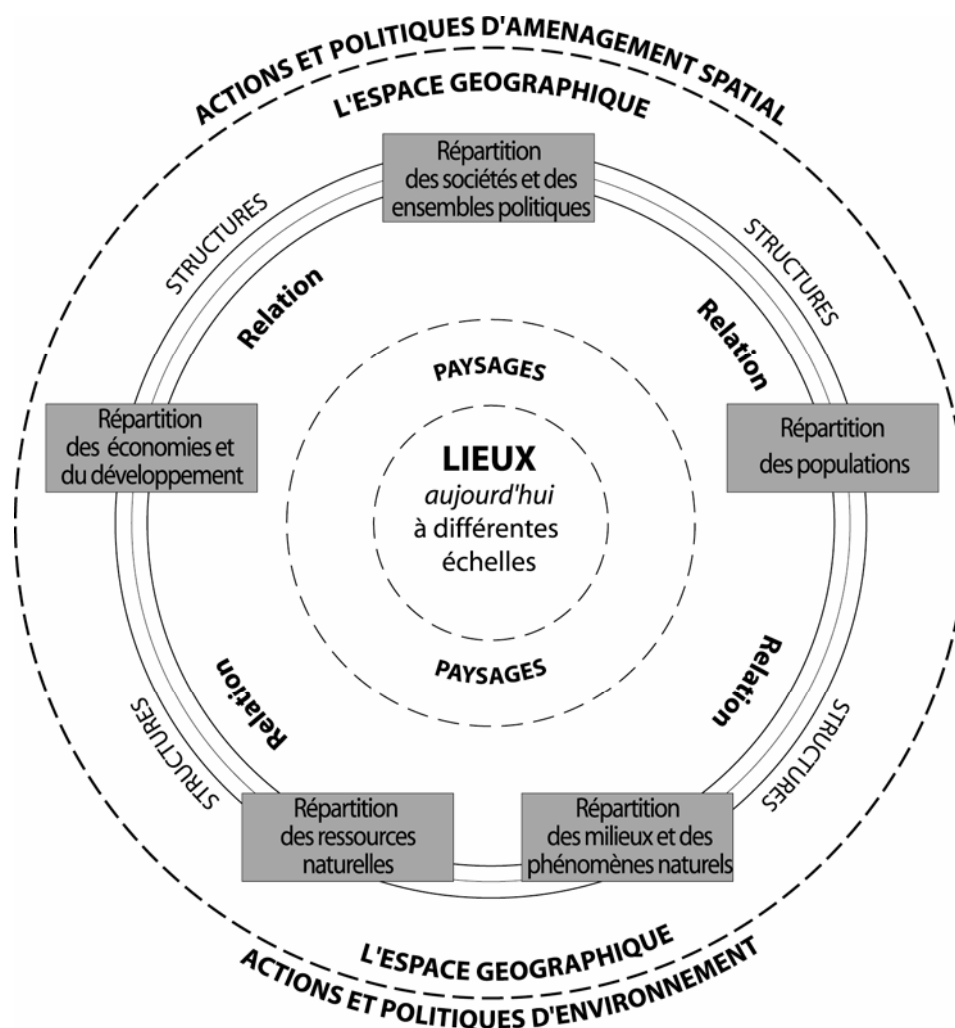 ACTIONS ET POLITIQUES D'AMENAGEMENT SPATIAL
L'ESPACE GEOGRAPHIQUE
Répartition
des sociétés et des
ensembles politiques
STRUCTURES
STRUCTURES
Relation
Relation
PAYSAGES
Répartition
des économies et
du développement
LIEUX
aujourd'hui
à différentes
échelles
Répartition
des populations
PAYSAGES
Relation
Relation
STRUCTURES
STRUCTURES
Répartition
des ressources
naturelles
Répartition
des milieux et des
phénomènes naturels
L'ESPACE GEOGRAPHIQUE
ACTIONS ET POLITIQUES D'ENVIRONNEMENT